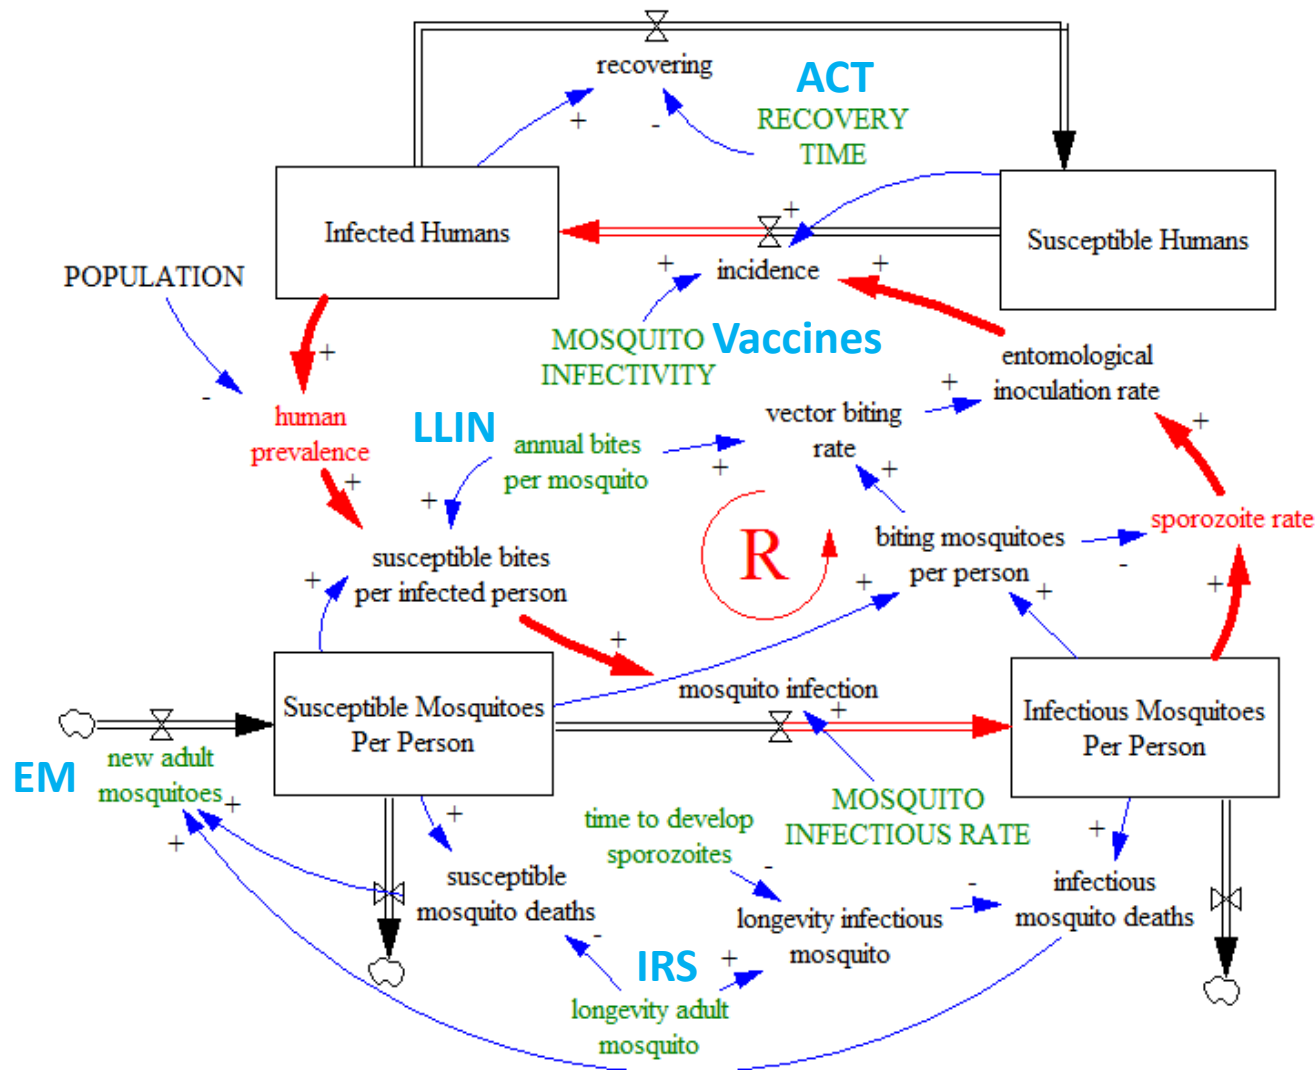 recovering
ACT
RECOVERY
TIME
+
-
Infected Humans
Susceptible Humans
+
incidence
+
+
POPULATION
-
+
MOSQUITO
INFECTIVITY
Vaccines
entomological
inoculation rate
human
prevalence
+
LLIN
annual bites
per mosquito
+
+
vector biting
rate
+
+
+
sporozoite rate
R
biting mosquitoes
per person
-
+
+
+
susceptible bites
per infected person
+
+
mosquito infection
+
Susceptible Mosquitoes
Per Person
Infectious Mosquitoes
Per Person
EM
new adult
mosquitoes
+
+
+
susceptible
mosquito deaths
-
time to develop
sporozoites
-
MOSQUITO
INFECTIOUS RATE
longevity infectious
mosquito
-
+
infectious
mosquito deaths
IRS
+
longevity adult
mosquito